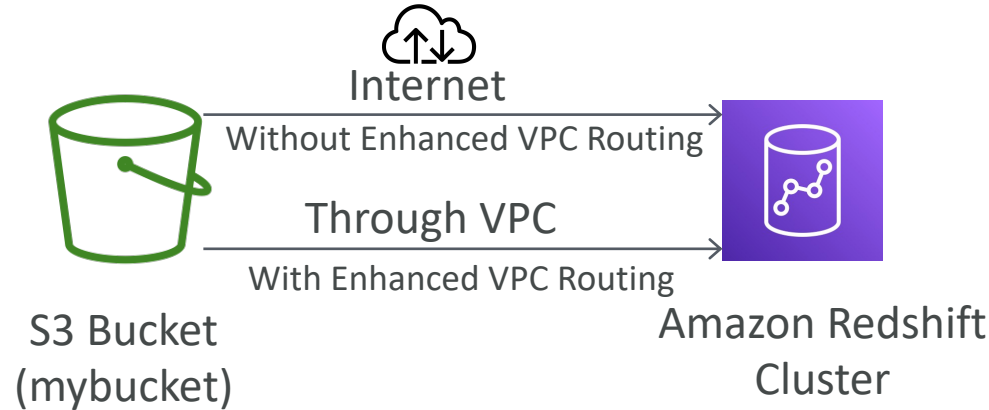 Internet
Without Enhanced VPC Routing
Through VPC
With Enhanced VPC Routing
S3 Bucket
(mybucket)
Amazon Redshift
Cluster